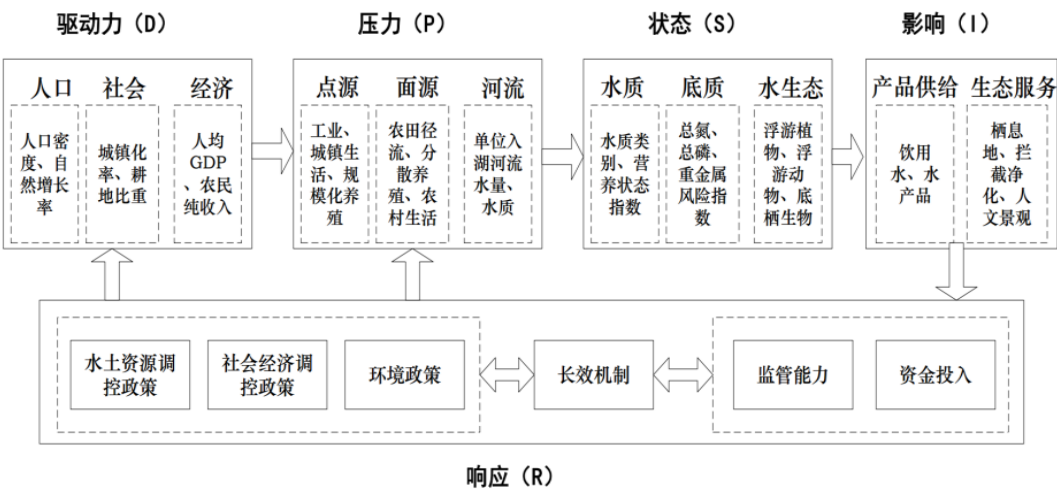 驱动力（D）
压力（P）
状态（S）
影响（I）
人口
社会
经济
人口密
度、自
然增长
率
城镇化
率、耕
地比重
人均
GDP
、农民
纯收入
点源
面源
河流
工业、
城镇生
活、规
模化养
殖
农田径
流、分
散养
殖、农
村生活
单位入
湖河流
水量、
水质
水质
底质
水生态
水质类
别、营
养状态
指数
总氮、
总磷、
重金属
风险指
数
浮游植
物、浮
游动
物、底
栖生物
产品供给
生态服务
饮用
水、水
产品
栖息
地、拦
截净
化、人
文景观
水土资源调
控政策
社会经济调
控政策
环境政策
长效机制
监管能力
资金投入
响应（R）